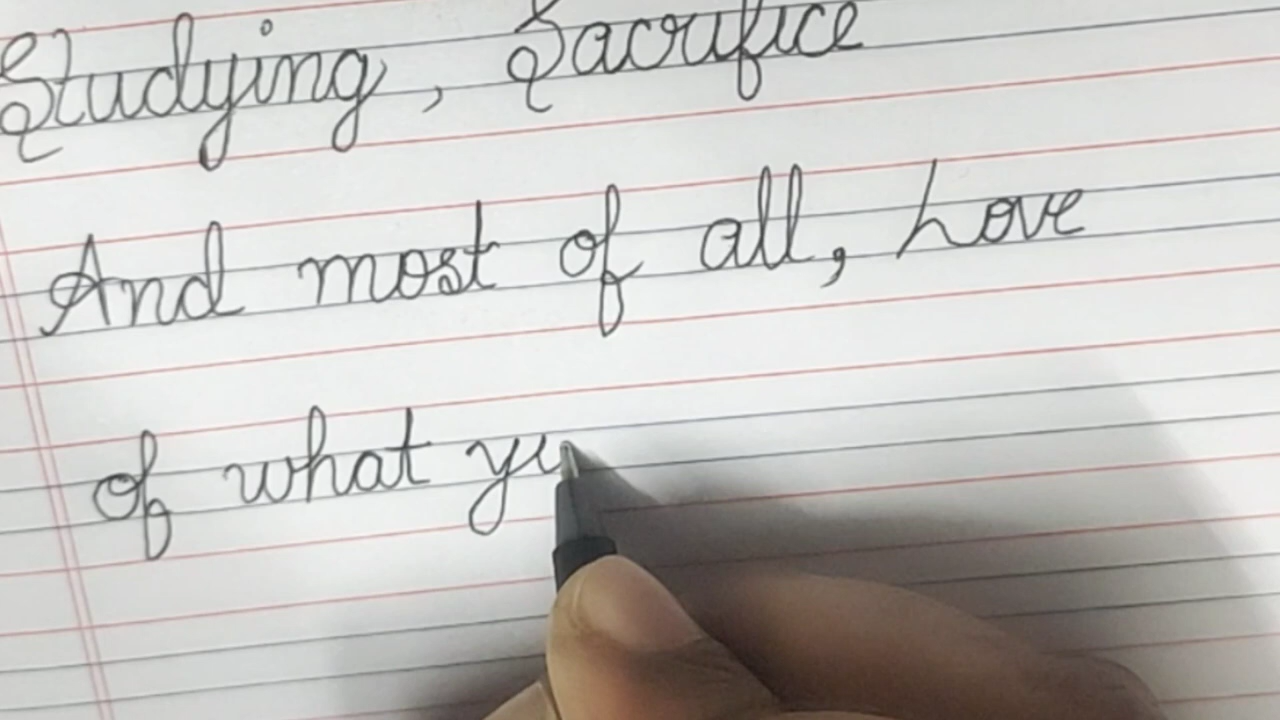 Studying, Sacrifice
And most of all, Love
of what